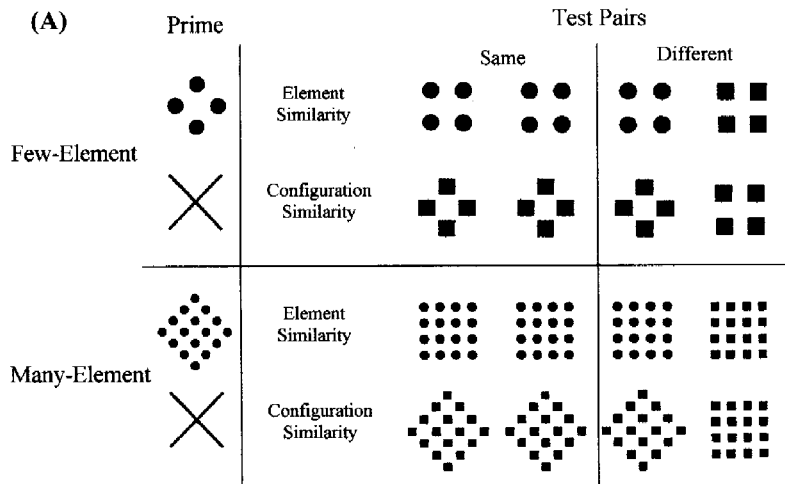 (A)
Prime
Test Pairs
Same
Different
Few-Element
Element
Similarity
Configuration
Similarity
Many-Element
Element
Similarity
Configuration
Similarity